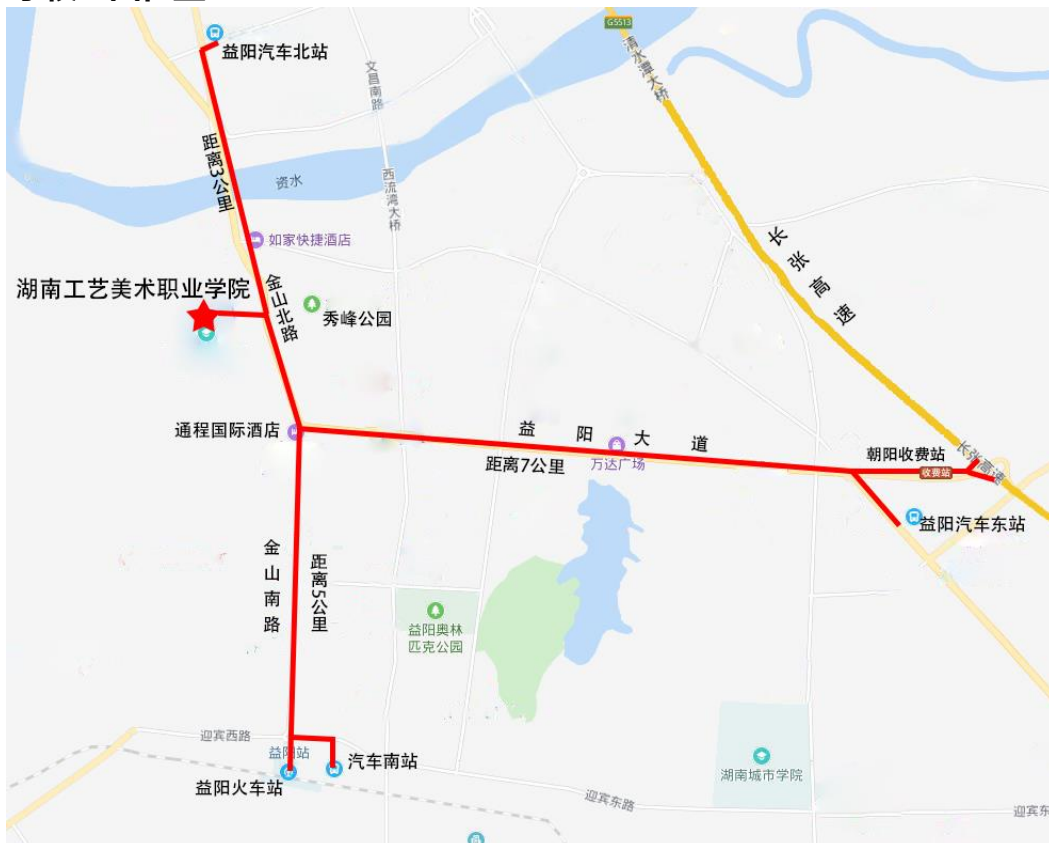 益阳汽车北站
G5513
清水潭大桥
文昌南路
距离3公里
资水
西流湾大桥
如家快捷酒店
长张高速
湖南工艺美术职业学院
金山北路
秀峰公园
通程国际酒店
益阳大道
距离7公里
万达广场
朝阳收费站
收费站
长张高速
益阳汽车东站
金山南路
距离5公里
益阳奥林
匹克公园
迎宾西路
益阳站
汽车南站
益阳火车站
湖南城市学院
迎宾东路
迎宾东